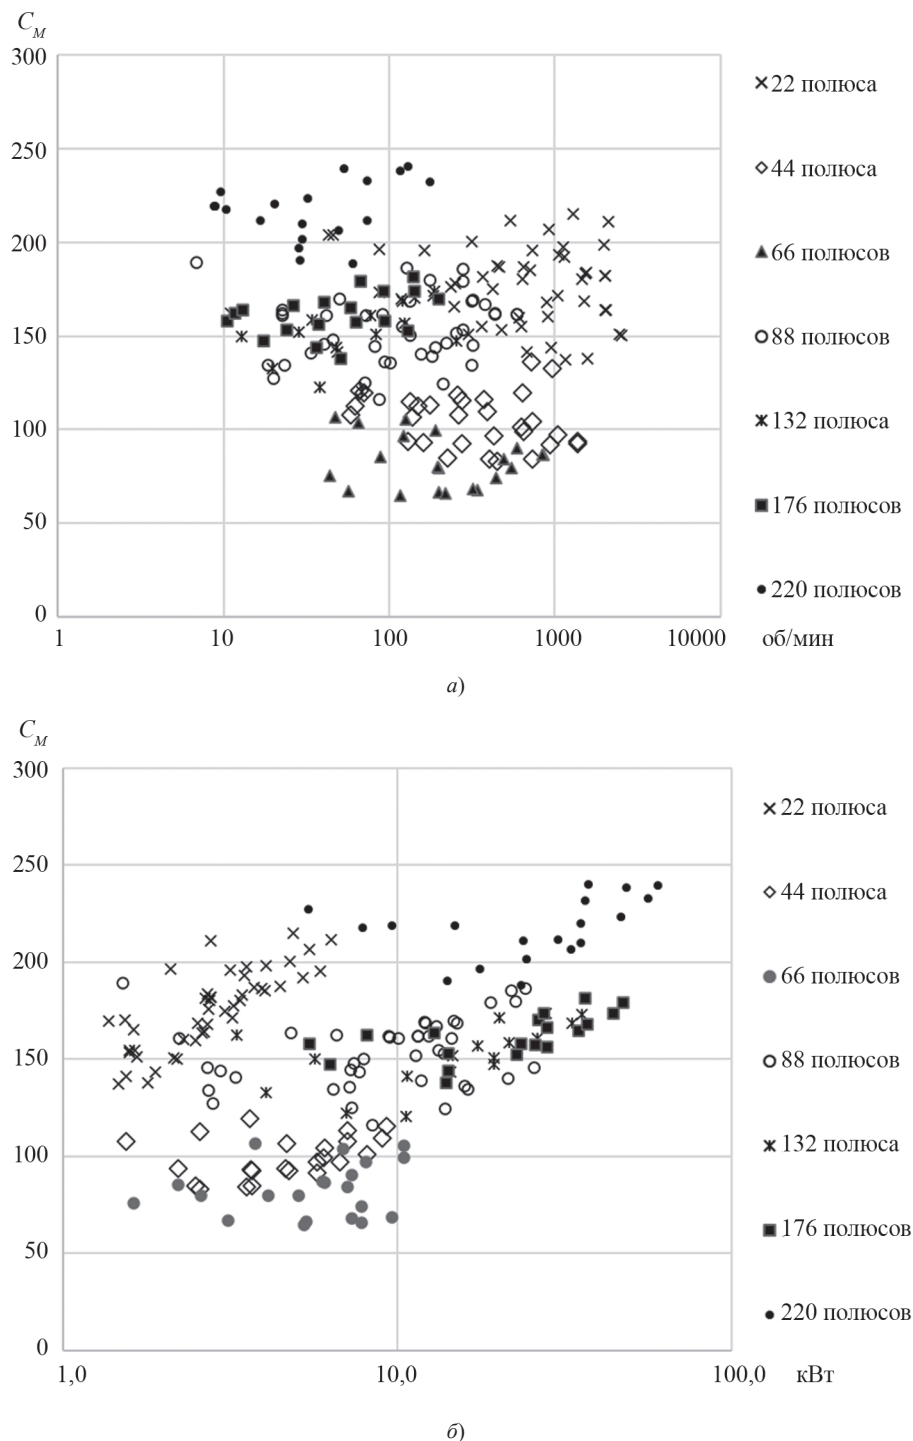 C_M
300
250
200
150
100
50
0
1 10 100 1000 10000 об/мин
22 полюса
44 полюса
66 полюсов
88 полюсов
132 полюса
176 полюсов
220 полюсов
а)
C_M
300
250
200
150
100
50
0
1,0 10,0 100,0 кВт
22 полюса
44 полюса
66 полюсов
88 полюсов
132 полюса
176 полюсов
220 полюсов
б)